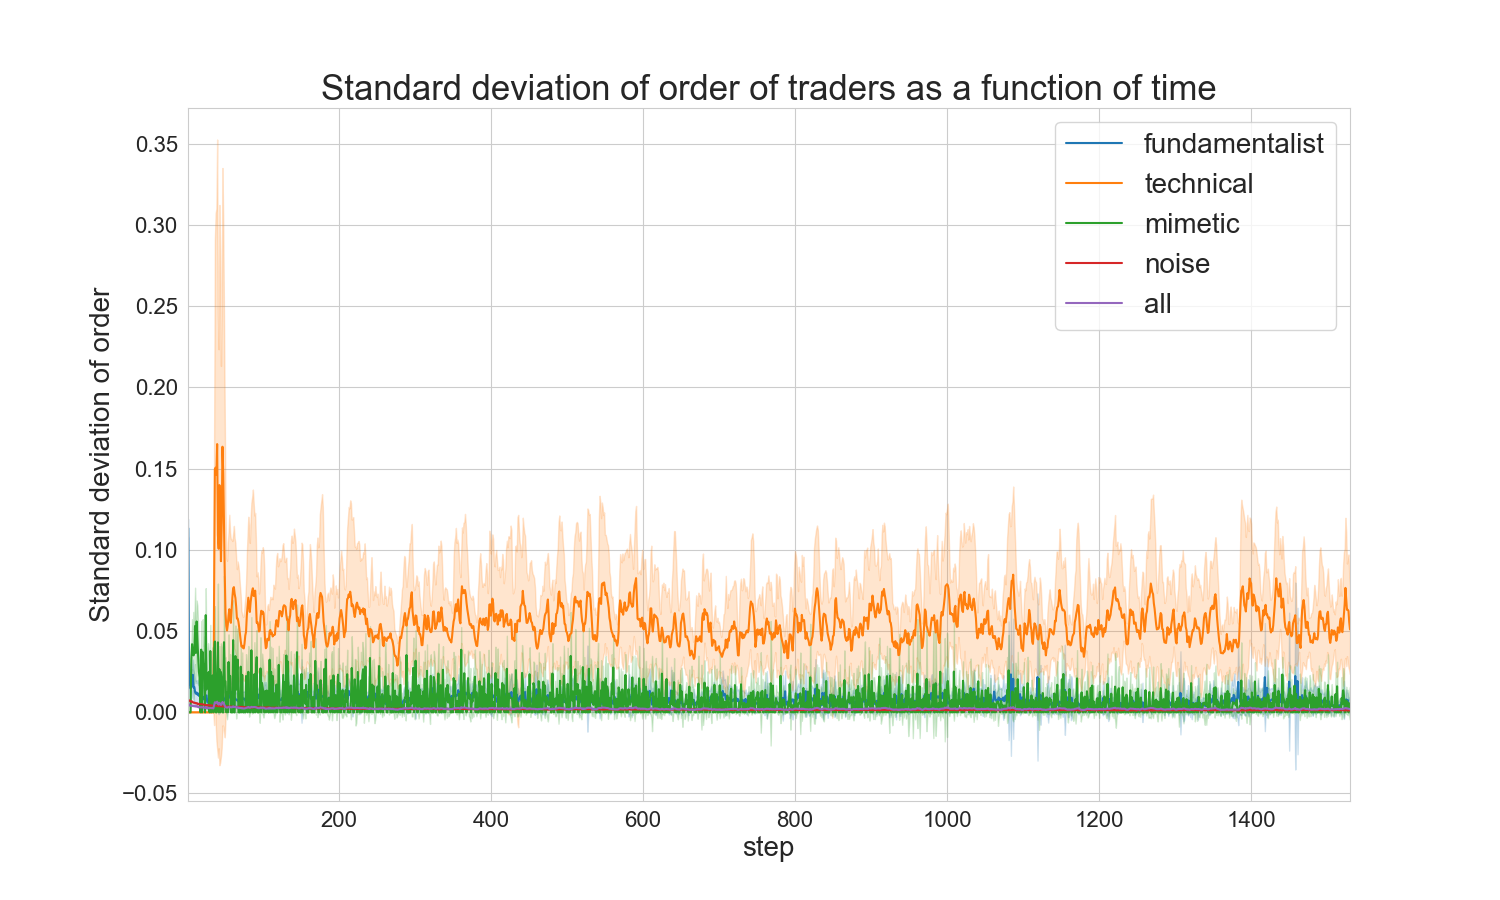 Standard deviation of order of traders as a function of time
Standard deviation of order
0.35
0.30
0.25
0.20
0.15
0.10
0.05
0.00
−0.05
fundamentalist
technical
mimetic
noise
all
200 400 600 800 1000 1200 1400
step